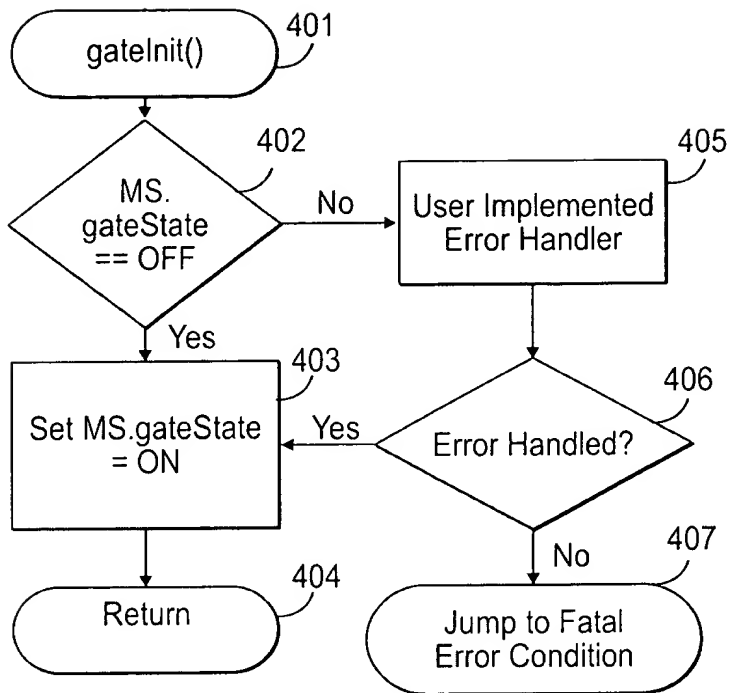 gateInit()
401
402
MS.
gateState
== OFF
No
405
User Implemented
Error Handler
Yes
403
Set MS.gateState
= ON
Yes
406
Error Handled?
404
Return
No
407
Jump to Fatal
Error Condition